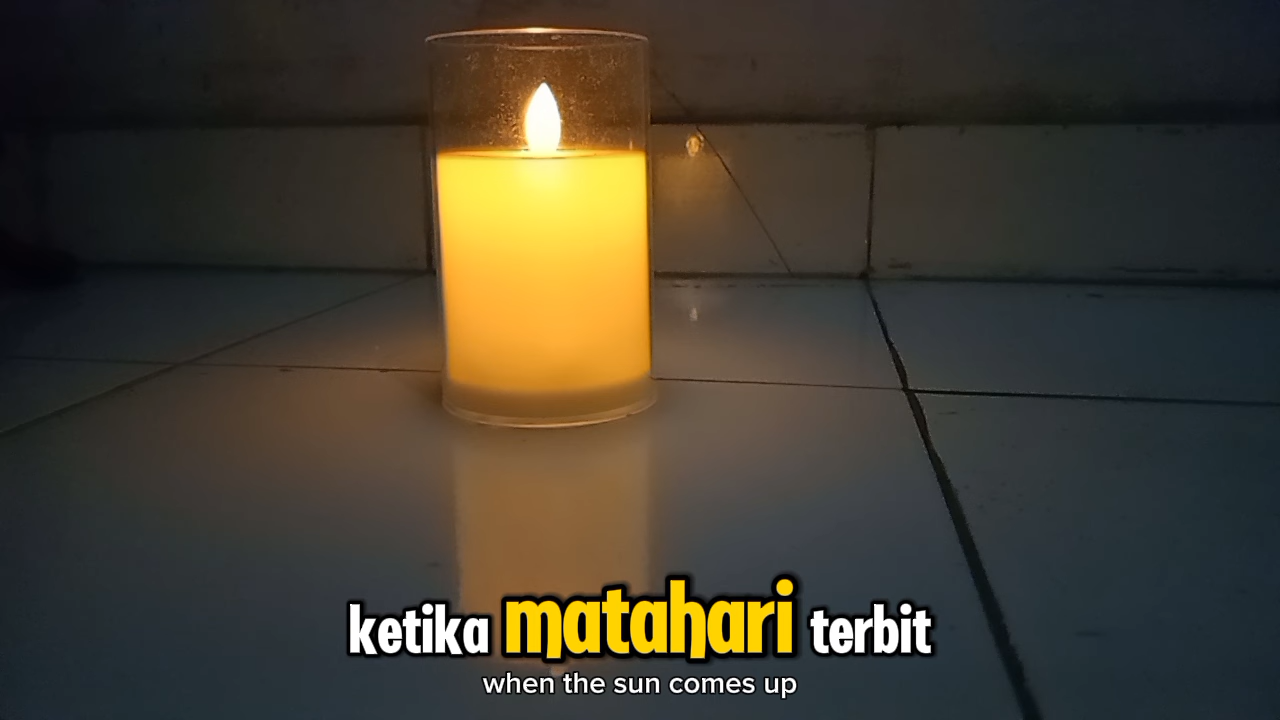 ketika matahari terbit
when the sun comes up